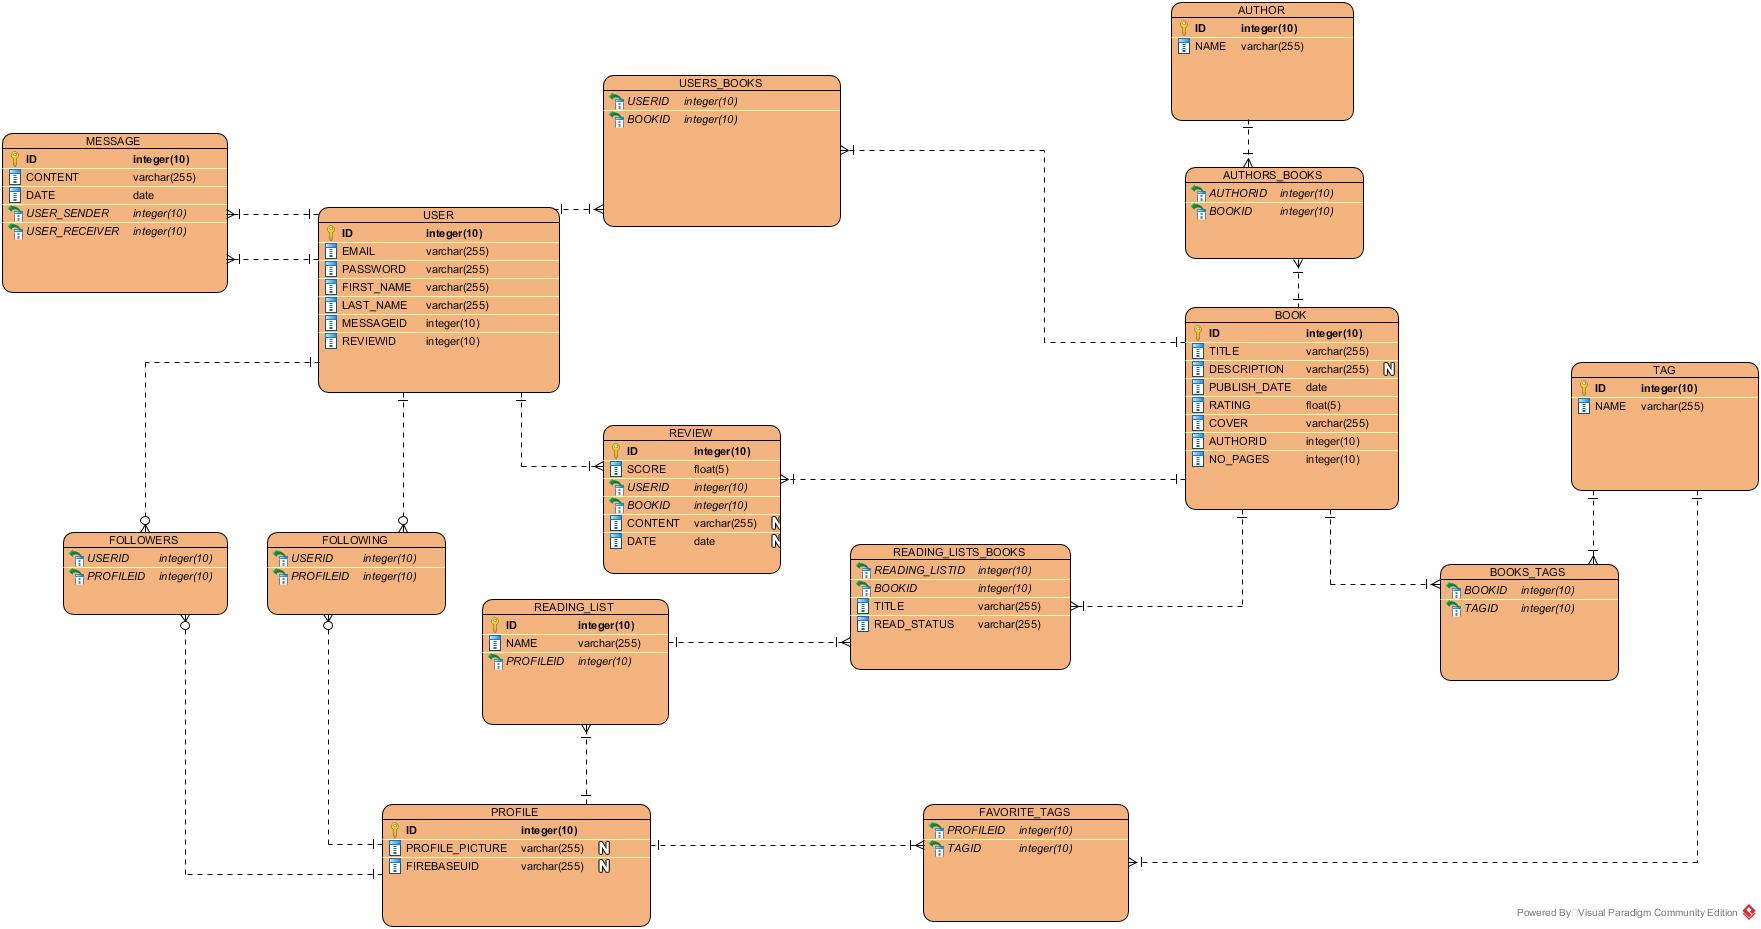 AUTHOR
ID integer(10)
NAME varchar(255)
USERS_BOOKS
USERID integer(10)
BOOKID integer(10)
MESSAGE
ID integer(10)
CONTENT varchar(255)
DATE date
USER_SENDER integer(10)
USER_RECEIVER integer(10)
AUTHORS_BOOKS
AUTHORID integer(10)
BOOKID integer(10)
USER
ID integer(10)
EMAIL varchar(255)
PASSWORD varchar(255)
FIRST_NAME varchar(255)
LAST_NAME varchar(255)
MESSAGEID integer(10)
REVIEWID integer(10)
BOOK
ID integer(10)
TITLE varchar(255)
DESCRIPTION varchar(255) N
PUBLISH_DATE date
RATING float(5)
COVER varchar(255)
AUTHORID integer(10)
NO_PAGES integer(10)
TAG
ID integer(10)
NAME varchar(255)
REVIEW
ID integer(10)
SCORE float(5)
USERID integer(10)
BOOKID integer(10)
CONTENT varchar(255) N
DATE date N
FOLLOWERS
USERID integer(10)
PROFILEID integer(10)
FOLLOWING
USERID integer(10)
PROFILEID integer(10)
READING_LISTS_BOOKS
READING_LISTID integer(10)
BOOKID integer(10)
TITLE varchar(255)
READ_STATUS varchar(255)
BOOKS_TAGS
BOOKID integer(10)
TAGID integer(10)
READING_LIST
ID integer(10)
NAME varchar(255)
PROFILEID integer(10)
PROFILE
ID integer(10)
PROFILE_PICTURE varchar(255) N
FIREBASEUID varchar(255) N
FAVORITE_TAGS
PROFILEID integer(10)
TAGID integer(10)
Powered By Visual Paradigm Community Edition